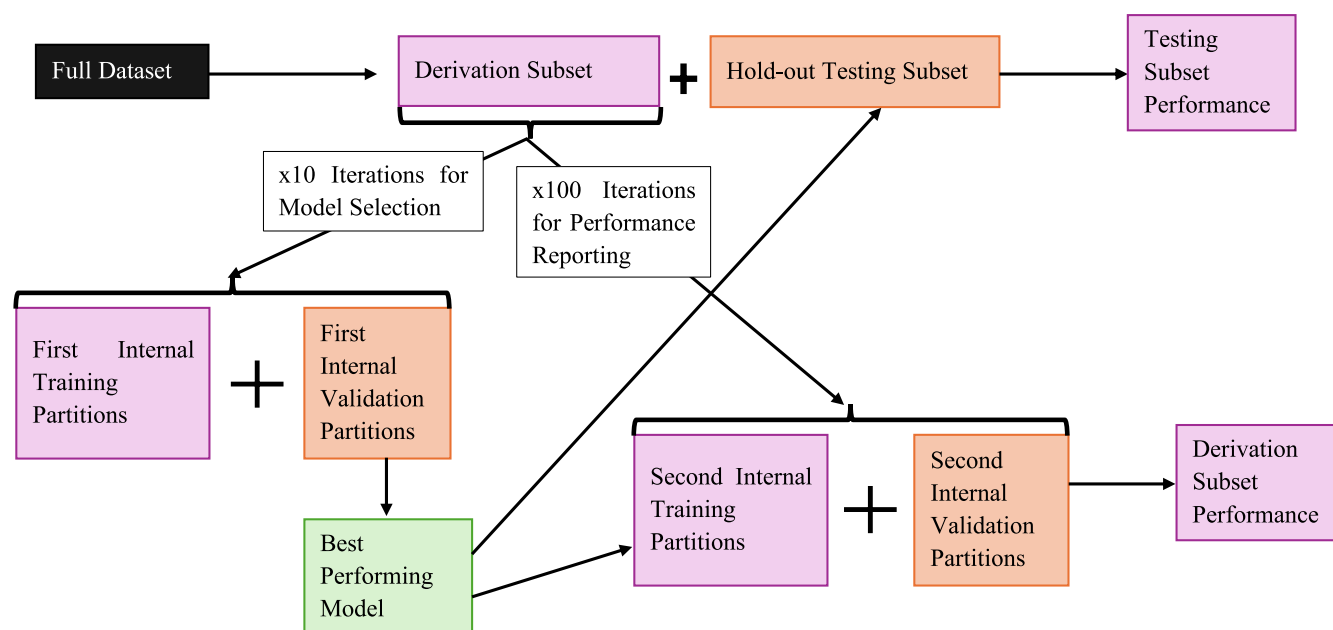 Full Dataset
Derivation Subset
+
Hold-out Testing Subset
Testing
Subset
Performance
x10 Iterations for
Model Selection
x100 Iterations
for Performance
Reporting
First Internal
Training
Partitions
+
First
Internal
Validation
Partitions
Best
Performing
Model
Second Internal
Training
Partitions
+
Second
Internal
Validation
Partitions
Derivation
Subset
Performance